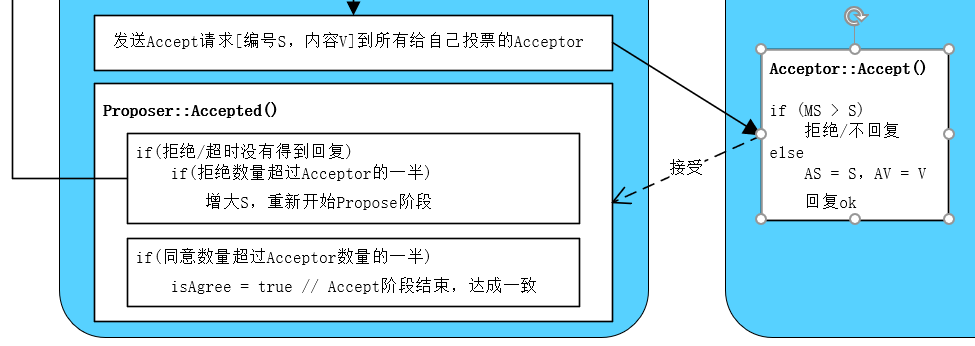 发送Accept请求[编号S，内容V]到所有给自己投票的Acceptor
Proposer::Accepted()
if(拒绝/超时没有得到回复)
if(拒绝数量超过Acceptor的一半)
增大S，重新开始Propose阶段
if(同意数量超过Acceptor数量的一半)
isAgree = true // Accept阶段结束，达成一致
接受
Acceptor::Accept()
if (MS > S)
拒绝/不回复
else
AS = S，AV = V
回复ok